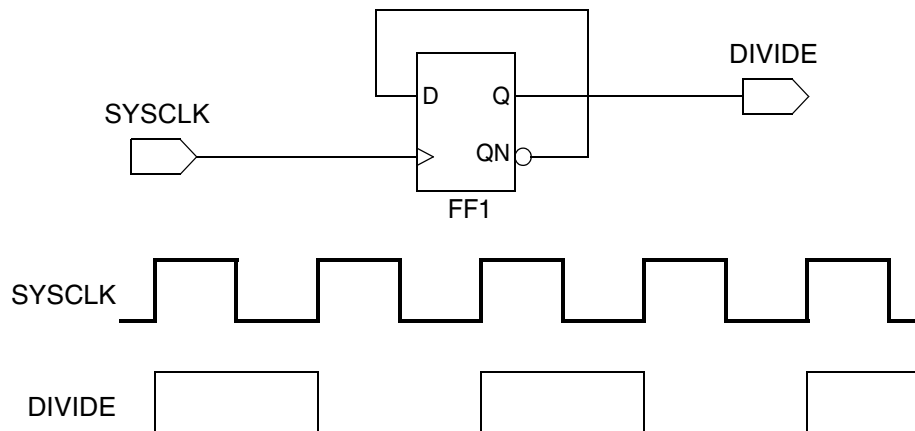 DIVIDE
D Q
SYSCLK
QN
FF1
SYSCLK
DIVIDE